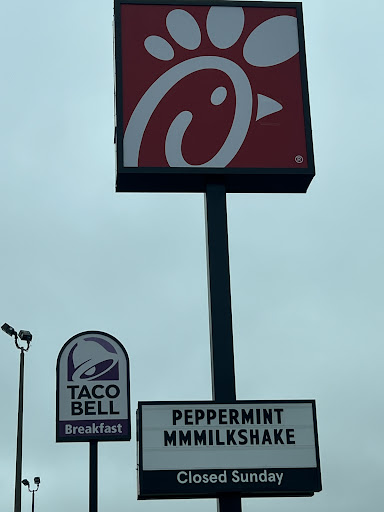 ®
TACO
BELL
Breakfast
PEPPERMINT
MMMILKSHAKE
Closed Sunday